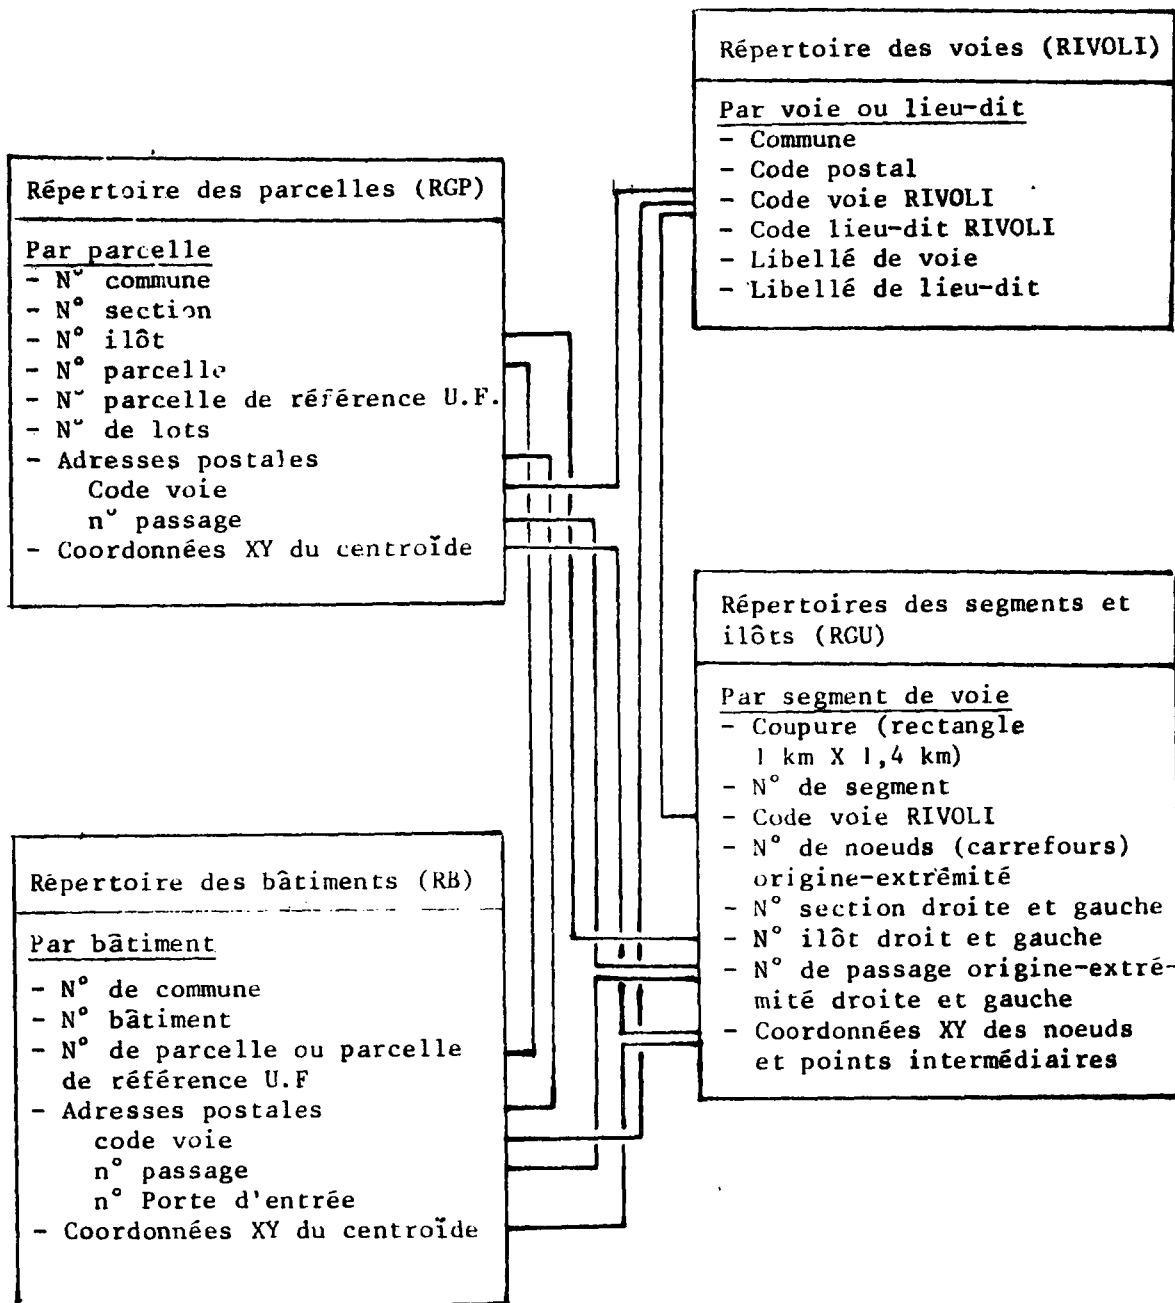 Répertoire des voies (RIVOLI)
Par voie ou lieu-dit
- Commune
- Code postal
- Code voie RIVOLI
- Code lieu-dit RIVOLI
- Libellé de voie
- Libellé de lieu-dit
Répertoire des parcelles (RGP)
Par parcelle
- N° commune
- N° section
- N° ilôt
- N° parcelle
- N° parcelle de référence U.F.
- N° de lots
- Adresses postales
Code voie
n° passage
- Coordonnées XY du centroïde
Répertoires des segments et
ilôts (RGU)
Par segment de voie
- Coupure (rectangle
1 km X 1,4 km)
- N° de segment
- Code voie RIVOLI
- N° de noeuds (carrefours)
origine-extrémité
- N° section droite et gauche
- N° ilôt droit et gauche
- N° de passage origine-extré-
mité droite et gauche
- Coordonnées XY des noeuds
et points intermédiaires
Répertoire des bâtiments (RB)
Par bâtiment
- N° de commune
- N° bâtiment
- N° de parcelle ou parcelle
de référence U.F
- Adresses postales
code voie
n° passage
n° Porte d'entrée
- Coordonnées XY du centroïde